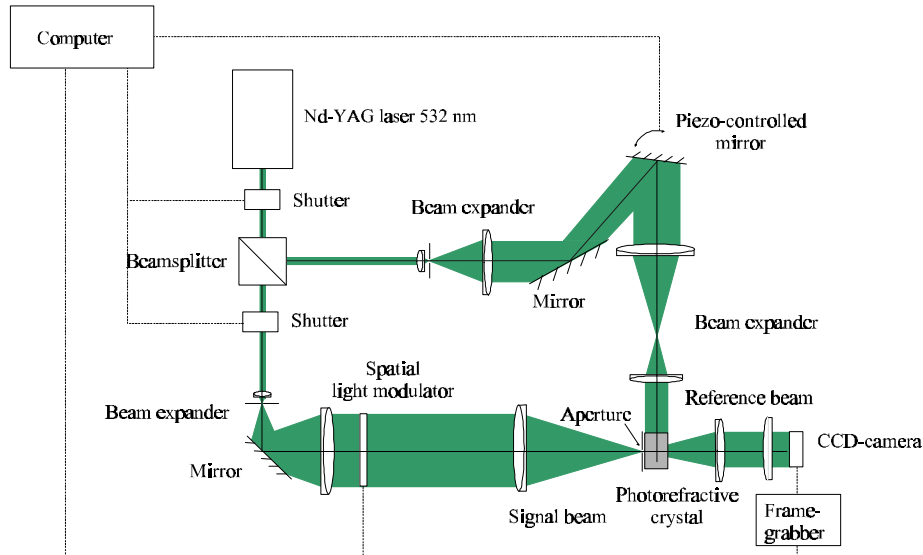 Computer
Nd-YAG laser 532 nm
Piezo-controlled
mirror
Shutter
Beam expander
Beamsplitter
Mirror
Shutter
Beam expander
Spatial
light modulator
Beam expander
Aperture
Reference beam
CCD-camera
Mirror
Signal beam
Photorefractive
crystal
Frame-
grabber